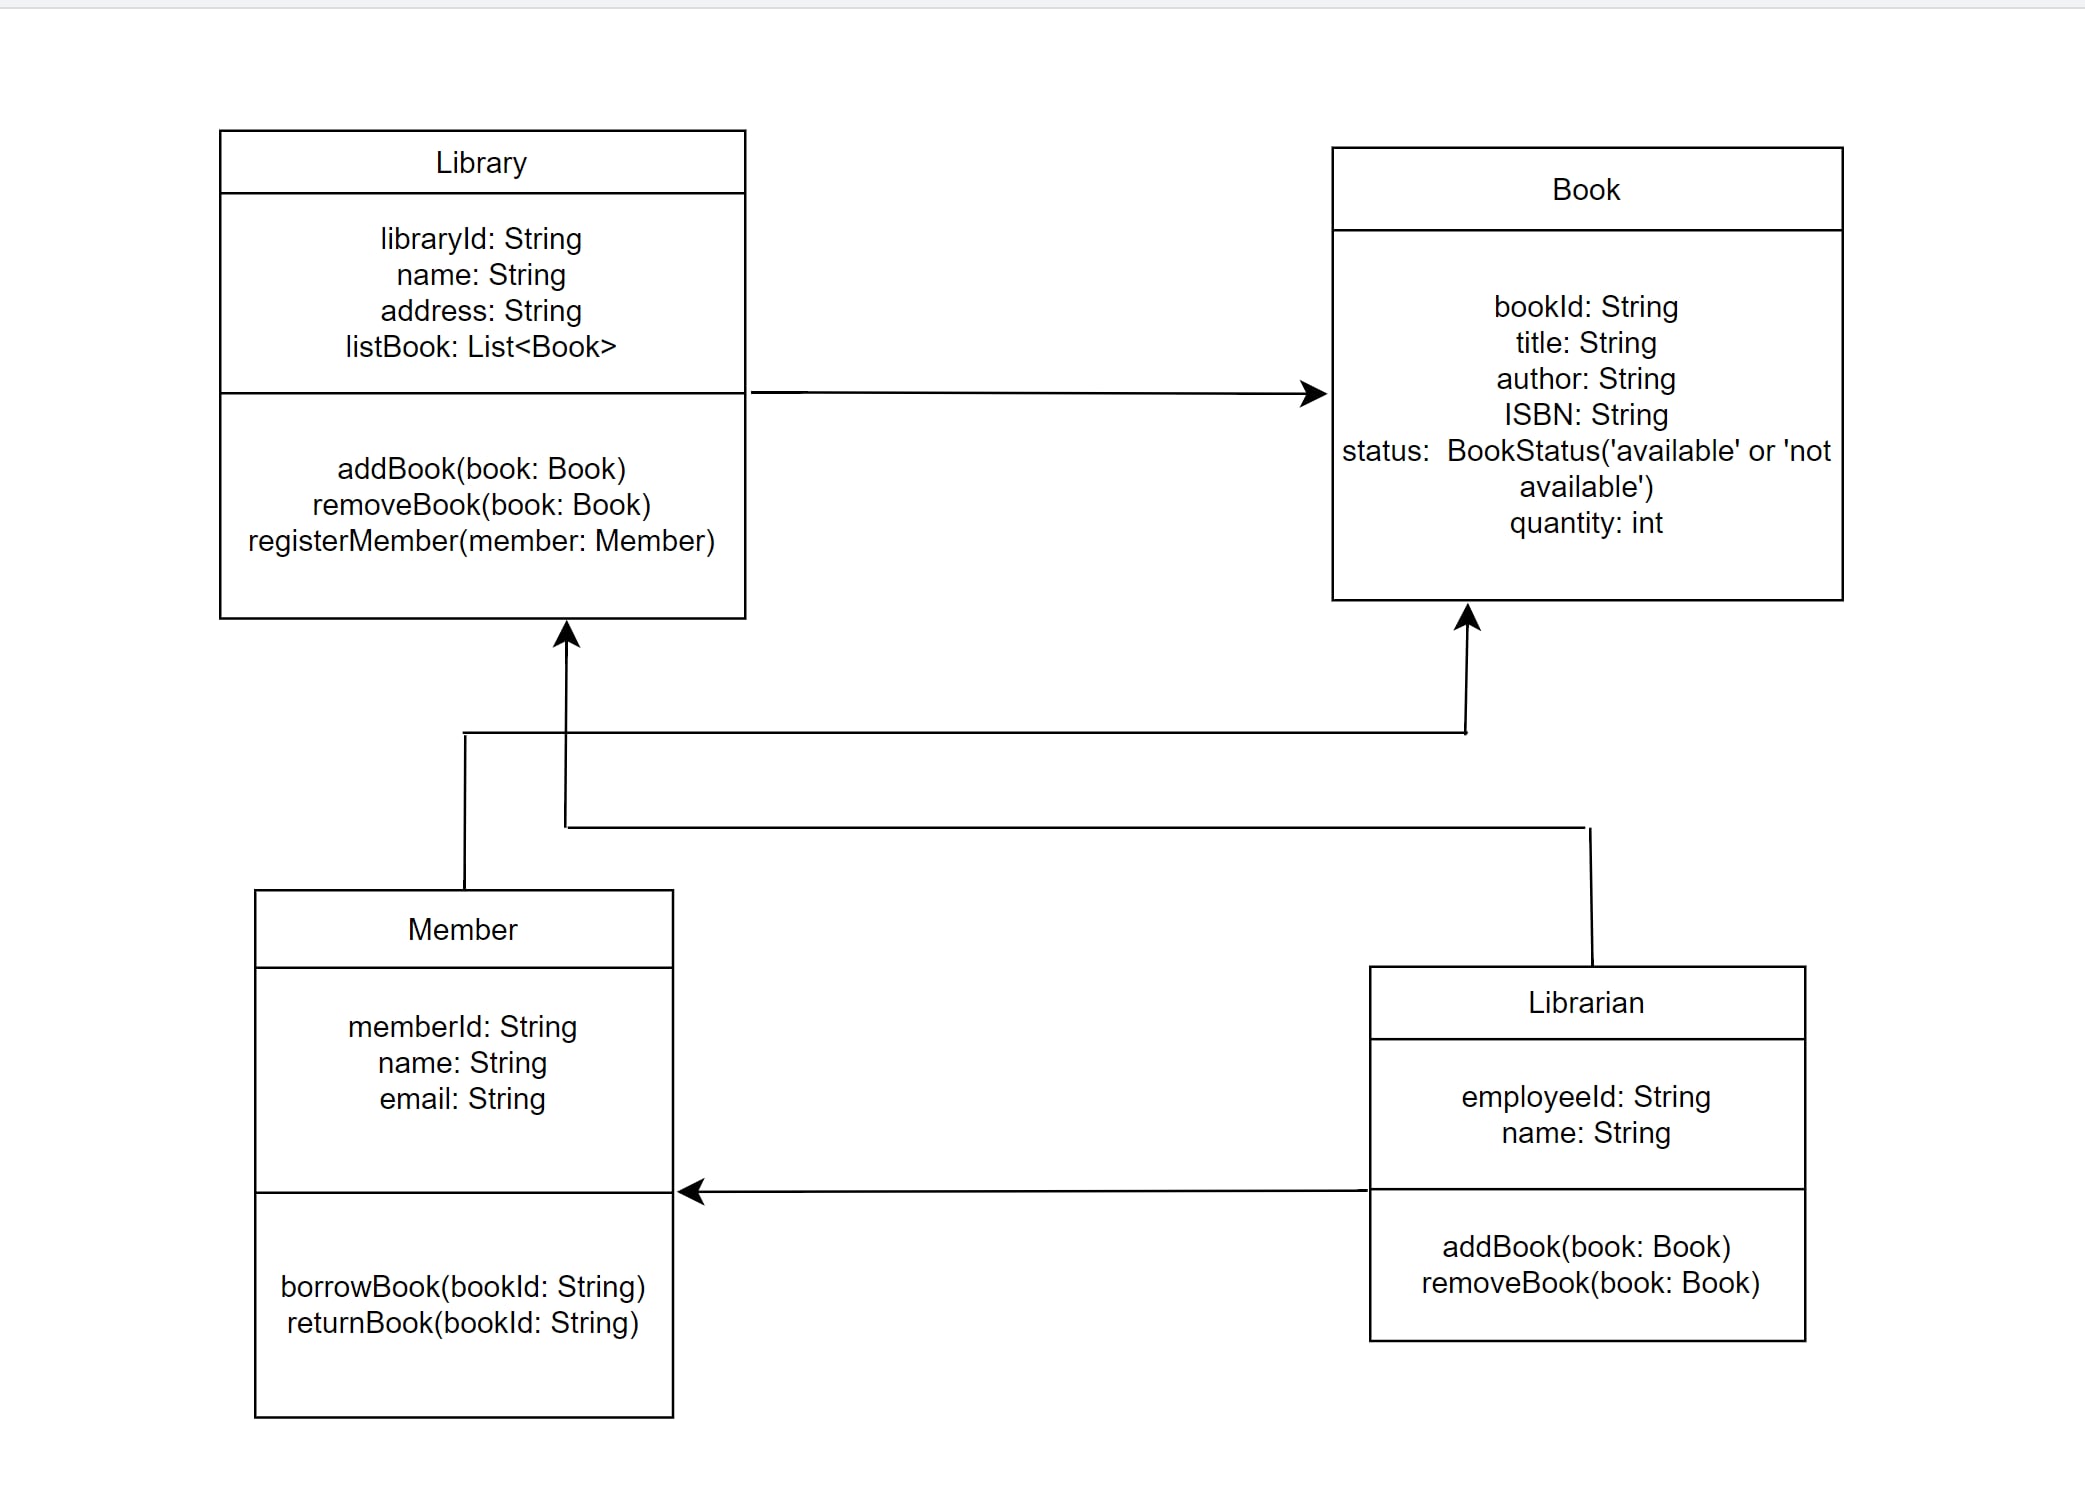 Library
libraryId: String
name: String
address: String
listBook: List<Book>
addBook(book: Book)
removeBook(book: Book)
registerMember(member: Member)
Book
bookId: String
title: String
author: String
ISBN: String
status:  BookStatus('available' or 'not
available')
quantity: int
Member
memberId: String
name: String
email: String
borrowBook(bookId: String)
returnBook(bookId: String)
Librarian
employeeId: String
name: String
addBook(book: Book)
removeBook(book: Book)